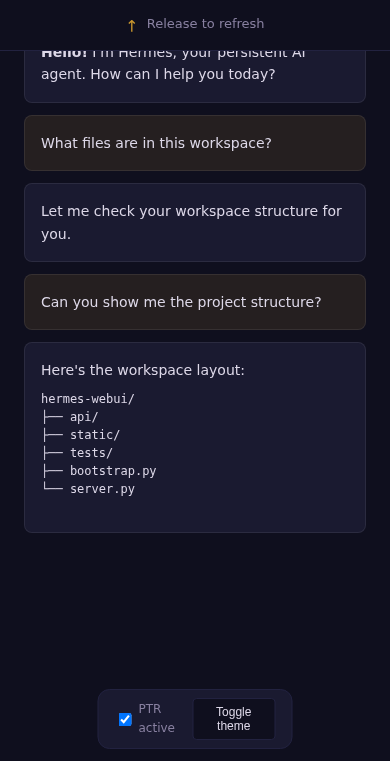 ↑ Release to refresh
Hello! I'm Hermes, your persistent AI
agent. How can I help you today?
What files are in this workspace?
Let me check your workspace structure for
you.
Can you show me the project structure?
Here's the workspace layout:
hermes-webui/
├── api/
├── static/
├── tests/
├── bootstrap.py
└── server.py
PTR
active
Toggle
theme